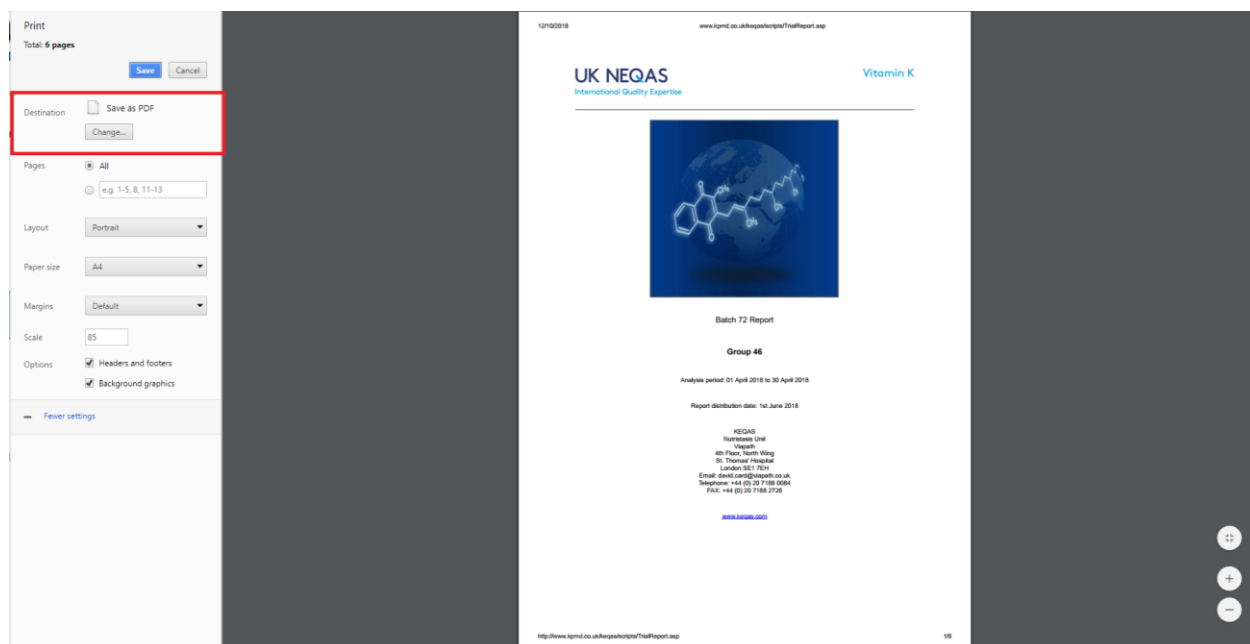 Print
Total: 6 pages
Save
Cancel
Destination
Save as PDF
Change...
Pages
All
e.g. 1-5, 8, 11-13
Layout
Portrait
Paper size
A4
Margins
Default
Scale
85
Options
Headers and footers
Background graphics
Fewer settings
12/10/2018
www.kpmd.co.uk/keqas/scripts/TrialReport.asp
UK NEQAS
International Quality Expertise
Vitamin K
Batch 72 Report
Group 46
Analysis period: 01 April 2018 to 30 April 2018
Report distribution date: 1st June 2018
KEQAS
Nutristasis Unit
Viapath
4th Floor, North Wing
St. Thomas' Hospital
London SE1 7EH
Email: david.card@viapath.co.uk
Telephone: +44 (0) 20 7188 0084
FAX: +44 (0) 20 7188 2726
www.keqas.com
http://www.kpmd.co.uk/keqas/scripts/TrialReport.asp
1/6